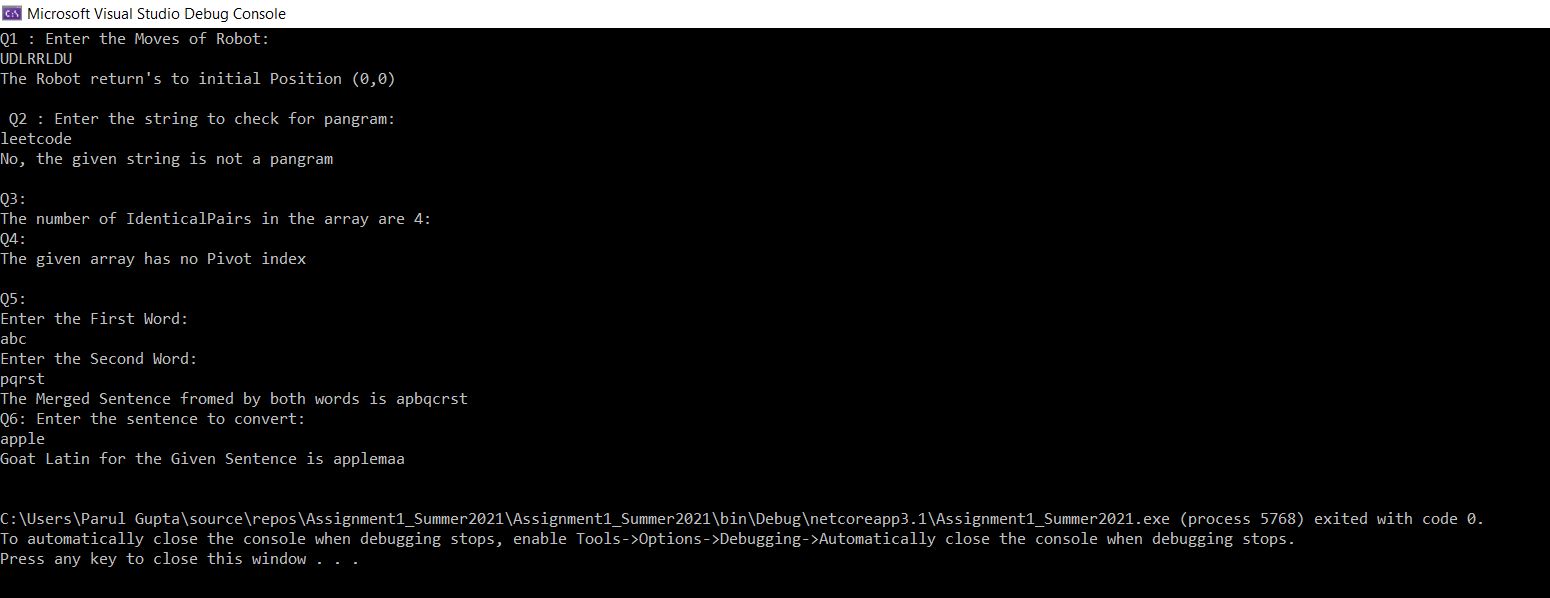 Microsoft Visual Studio Debug Console
Q1 : Enter the Moves of Robot:
UDLRRLDU
The Robot return's to initial Position (0,0)
Q2 : Enter the string to check for pangram:
leetcode
No, the given string is not a pangram
Q3:
The number of IdenticalPairs in the array are 4:
Q4:
The given array has no Pivot index
Q5:
Enter the First Word:
abc
Enter the Second Word:
pqrst
The Merged Sentence fromed by both words is apbqcrst
Q6: Enter the sentence to convert:
apple
Goat Latin for the Given Sentence is applemaa
C:\Users\Parul Gupta\source\repos\Assignment1_Summer2021\Assignment1_Summer2021\bin\Debug\netcoreapp3.1\Assignment1_Summer2021.exe (process 5768) exited with code 0.
To automatically close the console when debugging stops, enable Tools->Options->Debugging->Automatically close the console when debugging stops.
Press any key to close this window . . .